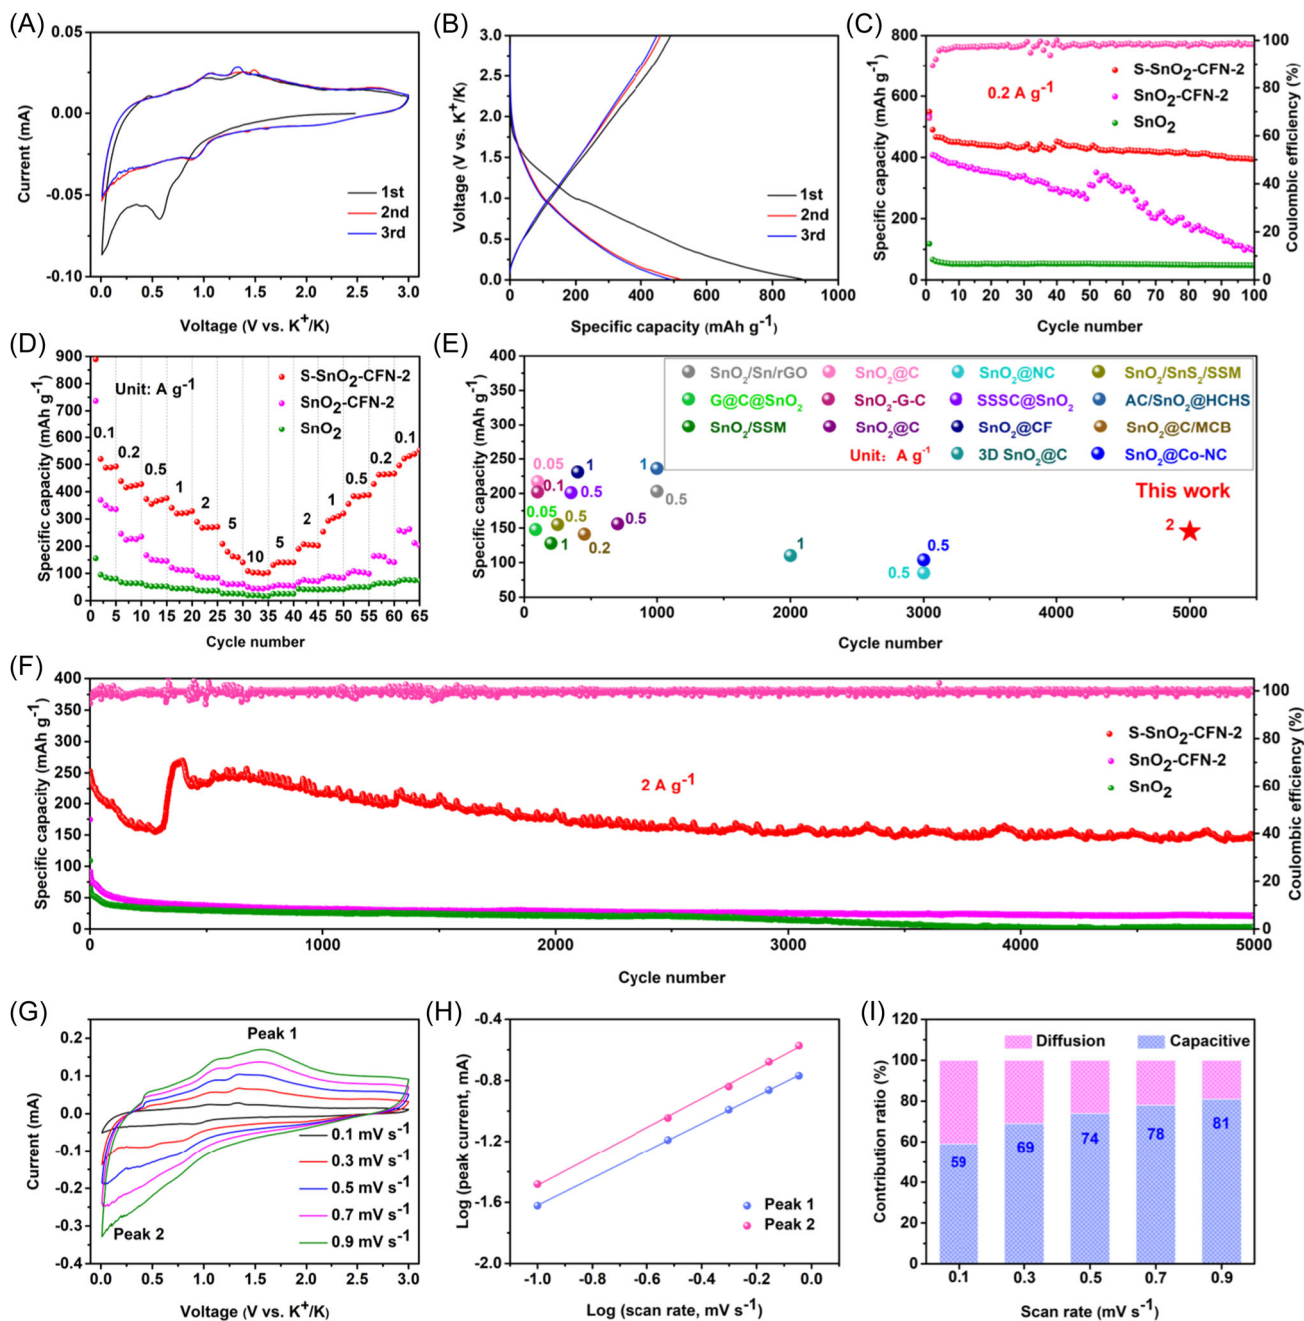 (A)
0.05
0.00
-0.05
-0.10
Current (mA)
1st
2nd
3rd
0.0 0.5 1.0 1.5 2.0 2.5 3.0
Voltage (V vs. K⁺/K)
(B)
3.0
2.5
2.0
1.5
1.0
0.5
0.0
Voltage (V vs. K⁺/K)
1st
2nd
3rd
0 200 400 600 800 1000
Specific capacity (mAh g⁻¹)
(C)
800
600
400
200
0
Specific capacity (mAh g⁻¹)
0.2 A g⁻¹
S-SnO₂-CFN-2
SnO₂-CFN-2
SnO₂
100
80
60
40
20
0
Coulombic efficiency (%)
0 10 20 30 40 50 60 70 80 90 100
Cycle number
(D)
900
800
700
600
500
400
300
200
100
0
Specific capacity (mAh g⁻¹)
Unit: A g⁻¹
S-SnO₂-CFN-2
SnO₂-CFN-2
SnO₂
0.1 0.2 0.5 1 2 5 10 5 2 1 0.5 0.2 0.1
0 5 10 15 20 25 30 35 40 45 50 55 60 65
Cycle number
(E)
400
350
300
250
200
150
100
50
Specific capacity (mAh g⁻¹)
SnO₂/Sn/rGO SnO₂@C SnO₂@NC SnO₂/SnS₂/SSM
G@C@SnO₂ SnO₂-G-C SSSC@SnO₂ AC/SnO₂@HCHS
SnO₂/SSM SnO₂@C SnO₂@CF SnO₂@C/MCB
Unit: A g⁻¹ 3D SnO₂@C SnO₂@Co-NC
0.05 1 1
0.1 0.5 0.5
0.05 0.5 0.5
1 0.2
1
0.5
0.5
This work
2
0 1000 2000 3000 4000 5000
Cycle number
(F)
400
350
300
250
200
150
100
50
0
Specific capacity (mAh g⁻¹)
2 A g⁻¹
S-SnO₂-CFN-2
SnO₂-CFN-2
SnO₂
100
80
60
40
20
0
Coulombic efficiency (%)
0 1000 2000 3000 4000 5000
Cycle number
(G)
0.2
0.1
0.0
-0.1
-0.2
-0.3
-0.4
Current (mA)
Peak 1
Peak 2
0.1 mV s⁻¹
0.3 mV s⁻¹
0.5 mV s⁻¹
0.7 mV s⁻¹
0.9 mV s⁻¹
0.0 0.5 1.0 1.5 2.0 2.5 3.0
Voltage (V vs. K⁺/K)
(H)
-0.4
-0.8
-1.2
-1.6
-2.0
Log (peak current, mA)
Peak 1
Peak 2
-1.0 -0.8 -0.6 -0.4 -0.2 0.0
Log (scan rate, mV s⁻¹)
(I)
120
100
80
60
40
20
0
Contribution ratio (%)
Diffusion Capacitive
59 69 74 78 81
0.1 0.3 0.5 0.7 0.9
Scan rate (mV s⁻¹)